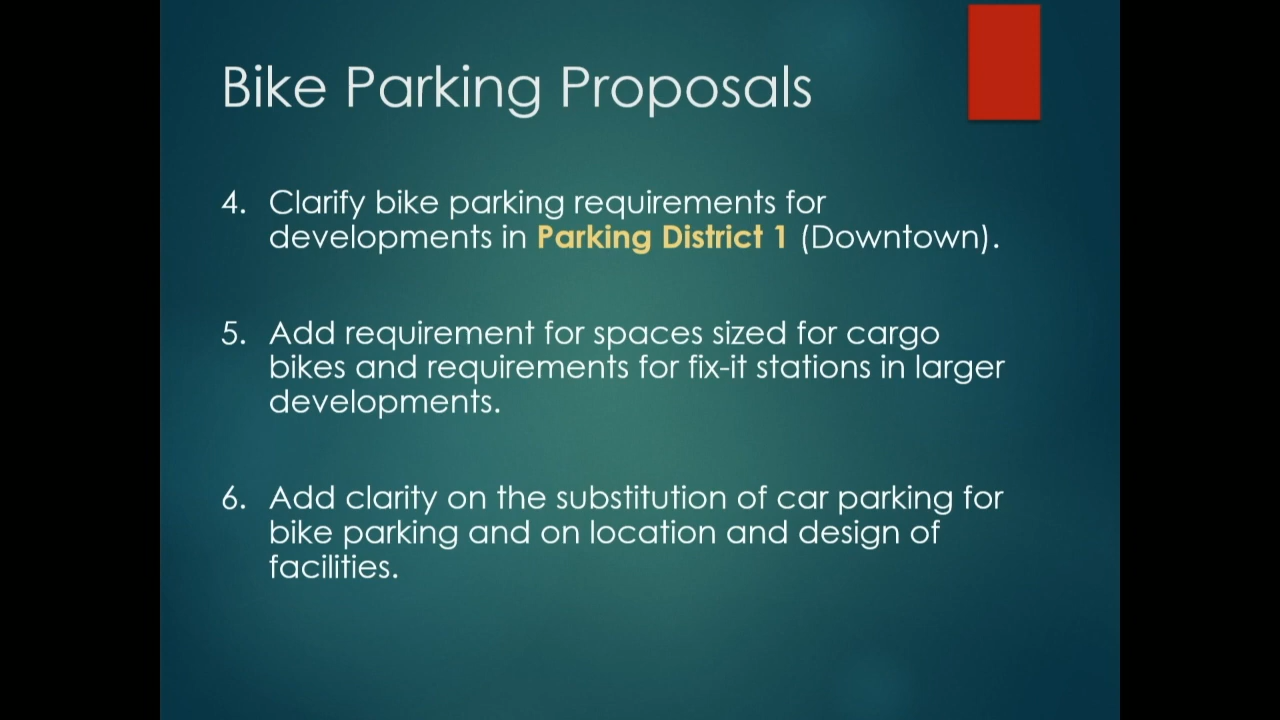 Bike Parking Proposals
4. Clarify bike parking requirements for
developments in Parking District 1 (Downtown).
5. Add requirement for spaces sized for cargo
bikes and requirements for fix-it stations in larger
developments.
6. Add clarity on the substitution of car parking for
bike parking and on location and design of
facilities.